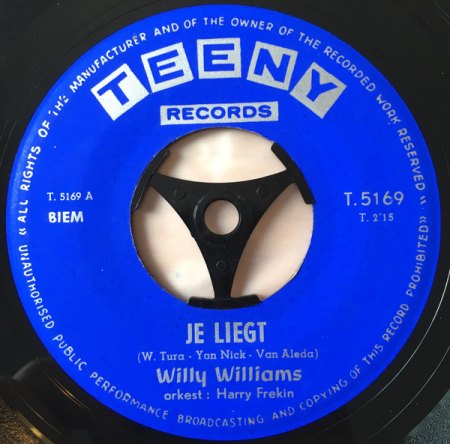 « ALL RIGHTS OF THE MANUFACTURER AND OF THE OWNER OF THE RECORDED WORK RESERVED »
TEENY
RECORDS
T. 5169 A
BIEM
T.5169
T. 2'15
JE LIEGT
(W. Tura - Yan Nick - Van Aleda)
Willy Williams
orkest : Harry Frekin
UNAUTHORISED PUBLIC PERFORMANCE BROADCASTING AND COPYING OF THIS RECORD PROHIBITED »